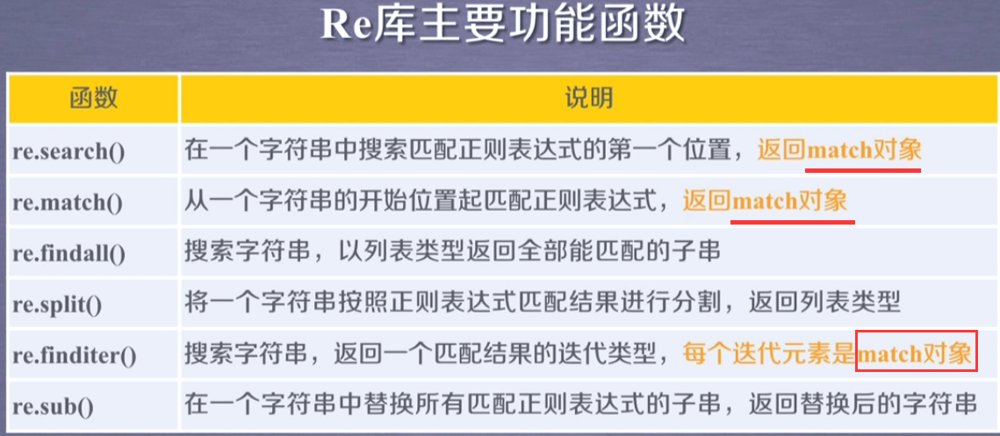 Re库主要功能函数
函数 说明
re.search() 在一个字符串中搜索匹配正则表达式的第一个位置，返回match对象
re.match() 从一个字符串的开始位置起匹配正则表达式，返回match对象
re.findall() 搜索字符串，以列表类型返回全部能匹配的子串
re.split() 将一个字符串按照正则表达式匹配结果进行分割，返回列表类型
re.finditer() 搜索字符串，返回一个匹配结果的迭代类型，每个迭代元素是match对象
re.sub() 在一个字符串中替换所有匹配正则表达式的子串，返回替换后的字符串